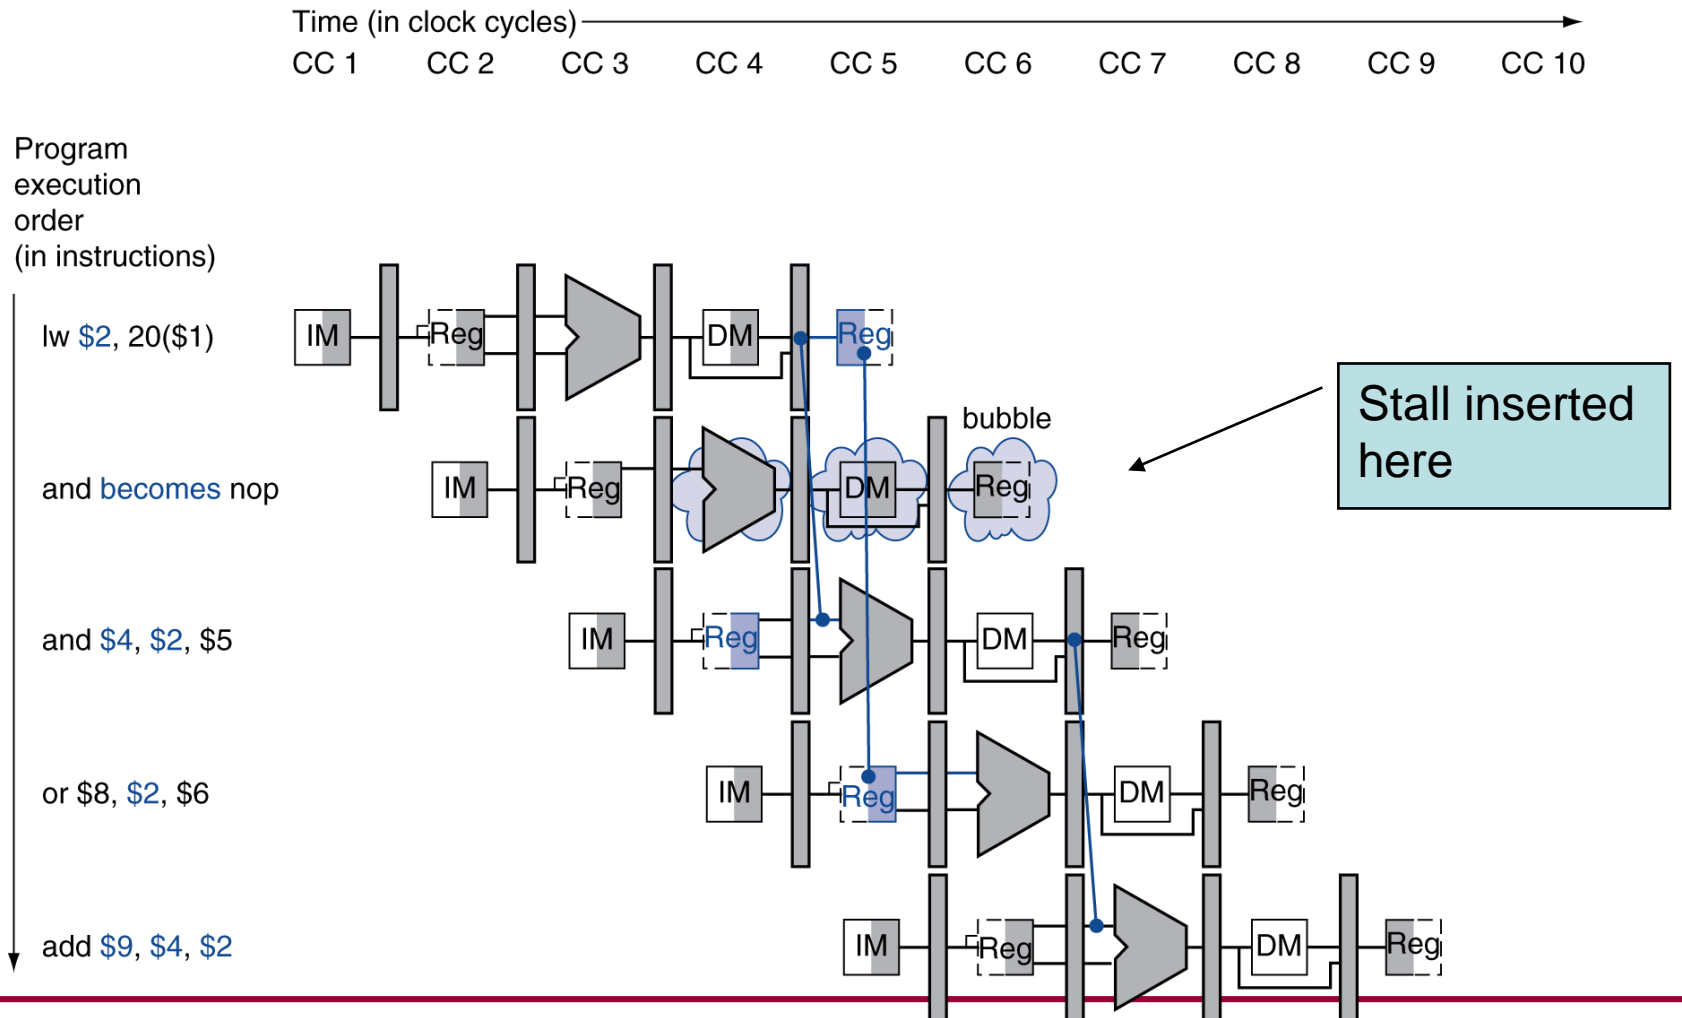 Time (in clock cycles)
CC 1 CC 2 CC 3 CC 4 CC 5 CC 6 CC 7 CC 8 CC 9 CC 10
Program
execution
order
(in instructions)
lw $2, 20($1)
IM Reg DM Reg
Stall inserted
here
bubble
and becomes nop
IM Reg DM Reg
and $4, $2, $5
IM Reg DM Reg
or $8, $2, $6
IM Reg DM Reg
add $9, $4, $2
IM Reg DM Reg